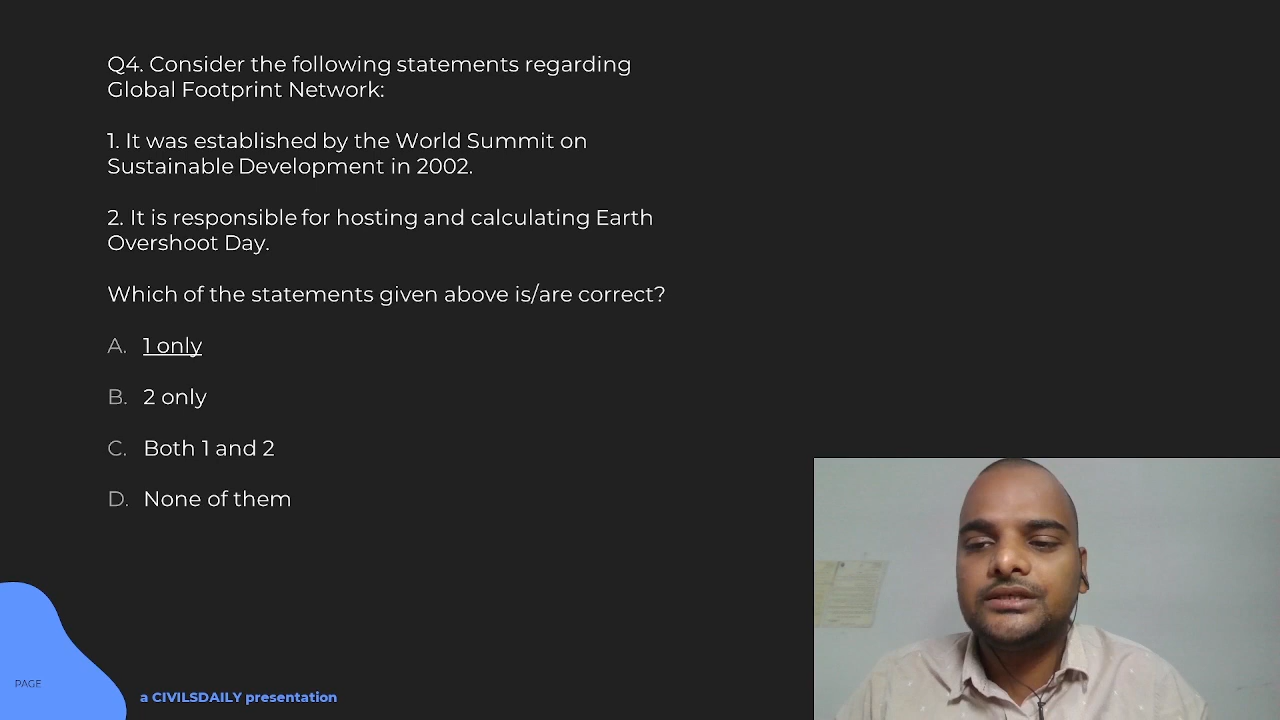 Q4. Consider the following statements regarding
Global Footprint Network:
1. It was established by the World Summit on
Sustainable Development in 2002.
2. It is responsible for hosting and calculating Earth
Overshoot Day.
Which of the statements given above is/are correct?
A. 1 only
B. 2 only
C. Both 1 and 2
D. None of them
PAGE
a CIVILSDAILY presentation